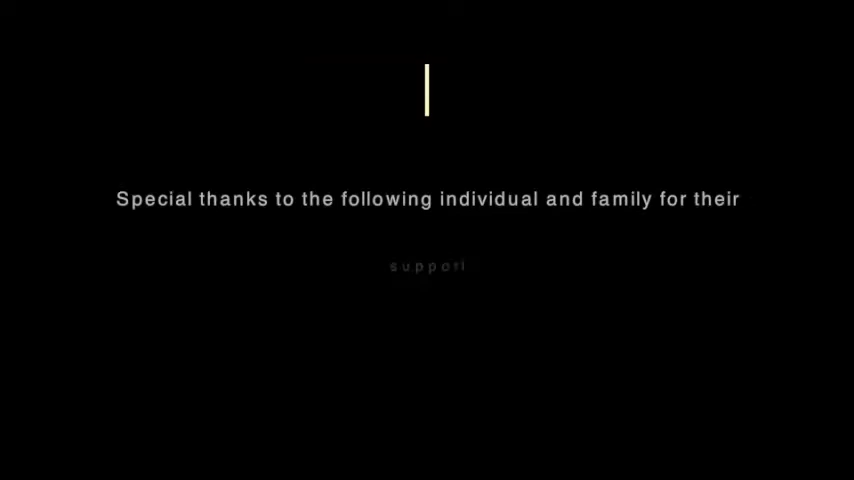 Special thanks to the following individual and family for their
support